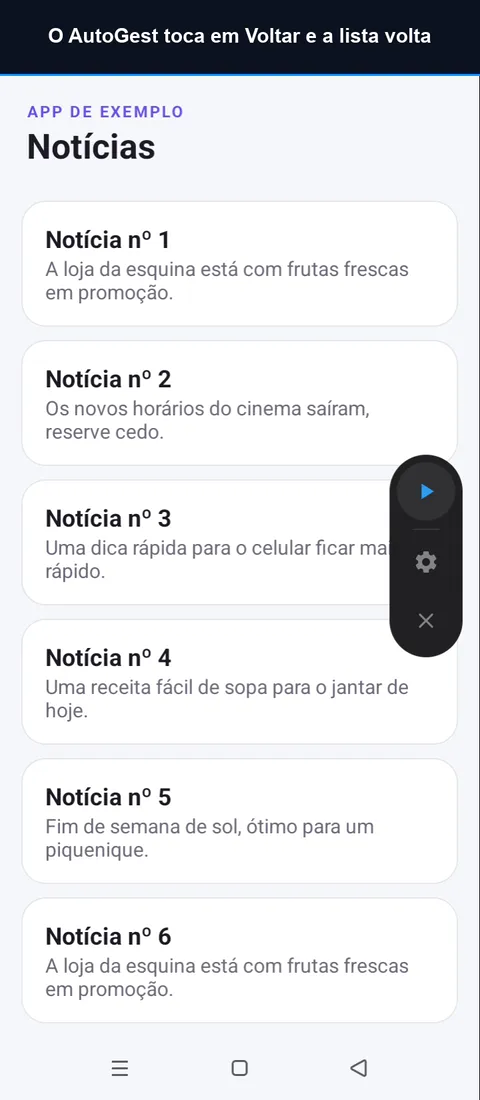 O AutoGest toca em Voltar e a lista volta
APP DE EXEMPLO
Notícias
Notícia nº 1
A loja da esquina está com frutas frescas
em promoção.
Notícia nº 2
Os novos horários do cinema saíram,
reserve cedo.
Notícia nº 3
Uma dica rápida para o celular ficar mai
rápido.
Notícia nº 4
Uma receita fácil de sopa para o jantar de
hoje.
Notícia nº 5
Fim de semana de sol, ótimo para um
piquenique.
Notícia nº 6
A loja da esquina está com frutas frescas
em promoção.